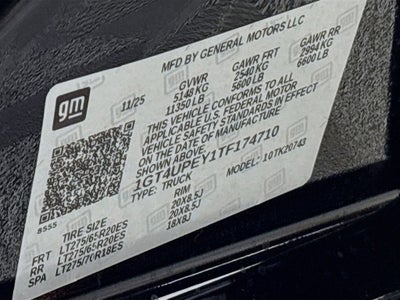 gm
MFD BY GENERAL MOTORS LLC
11/25
GVWR GAWR FRT GAWR RR
5148 KG 2540 KG 2994 KG
11350 LB 5600 LB 6600 LB
THIS VEHICLE CONFORMS TO ALL
APPLICABLE U.S. FEDERAL MOTOR
VEHICLE SAFETY STANDARDS IN EFFECT
ON THE DATE OF MANUFACTURE
SHOWN ABOVE.
1GT4UPEY1TF174710
TYPE: TRUCK MODEL: 10TK20743
8555
TIRE SIZE RIM
FRT LT275/65R20ES 20X8.5J
RR LT275/65R20ES 20X8.5J
SPA LT275/70R18ES 18X8J